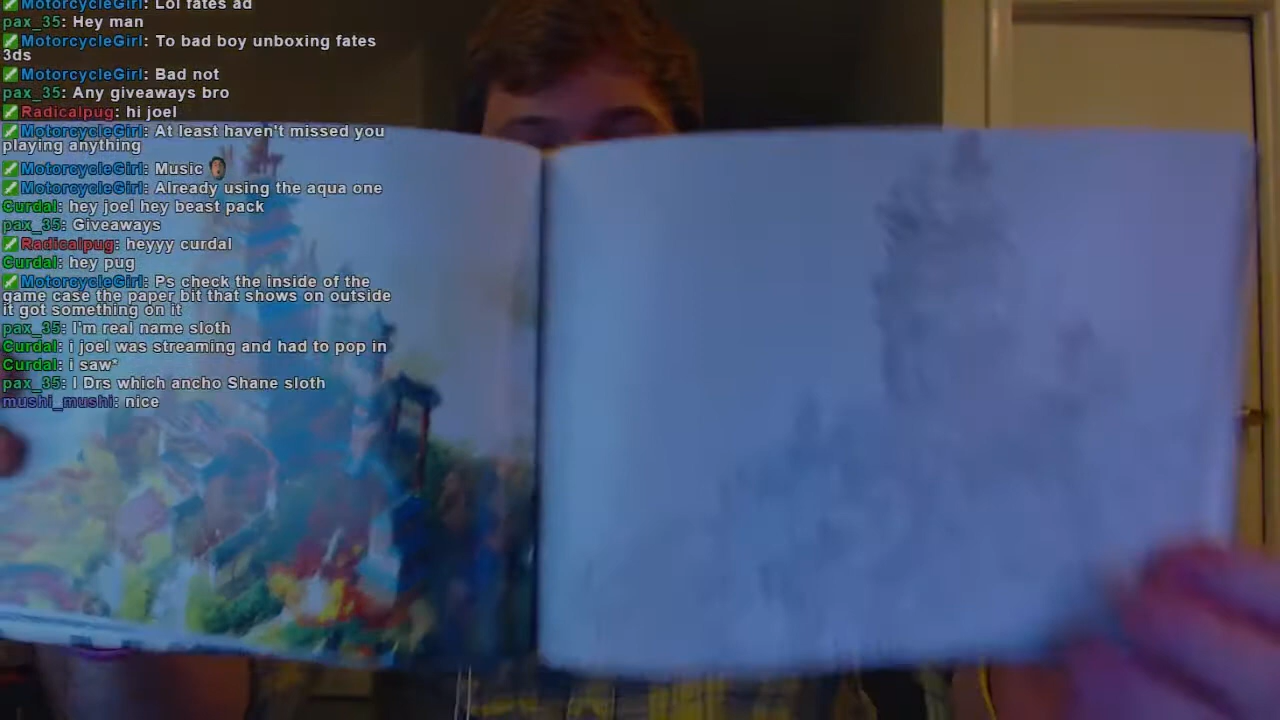 MotorcycleGirl: Lol fates ad
pax_35: Hey man
MotorcycleGirl: To bad boy unboxing fates
3ds
MotorcycleGirl: Bad not
pax_35: Any giveaways bro
Radicalpug: hi joel
MotorcycleGirl: At least haven't missed you
playing anything
MotorcycleGirl: Music
MotorcycleGirl: Already using the aqua one
Curdal: hey joel hey beast pack
pax_35: Giveaways
Radicalpug: heyyy curdal
Curdal: hey pug
MotorcycleGirl: Ps check the inside of the
game case the paper bit that shows on outside
it got something on it
pax_35: I'm real name sloth
Curdal: i joel was streaming and had to pop in
Curdal: i saw*
pax_35: I Drs which ancho Shane sloth
mushi_mushi: nice